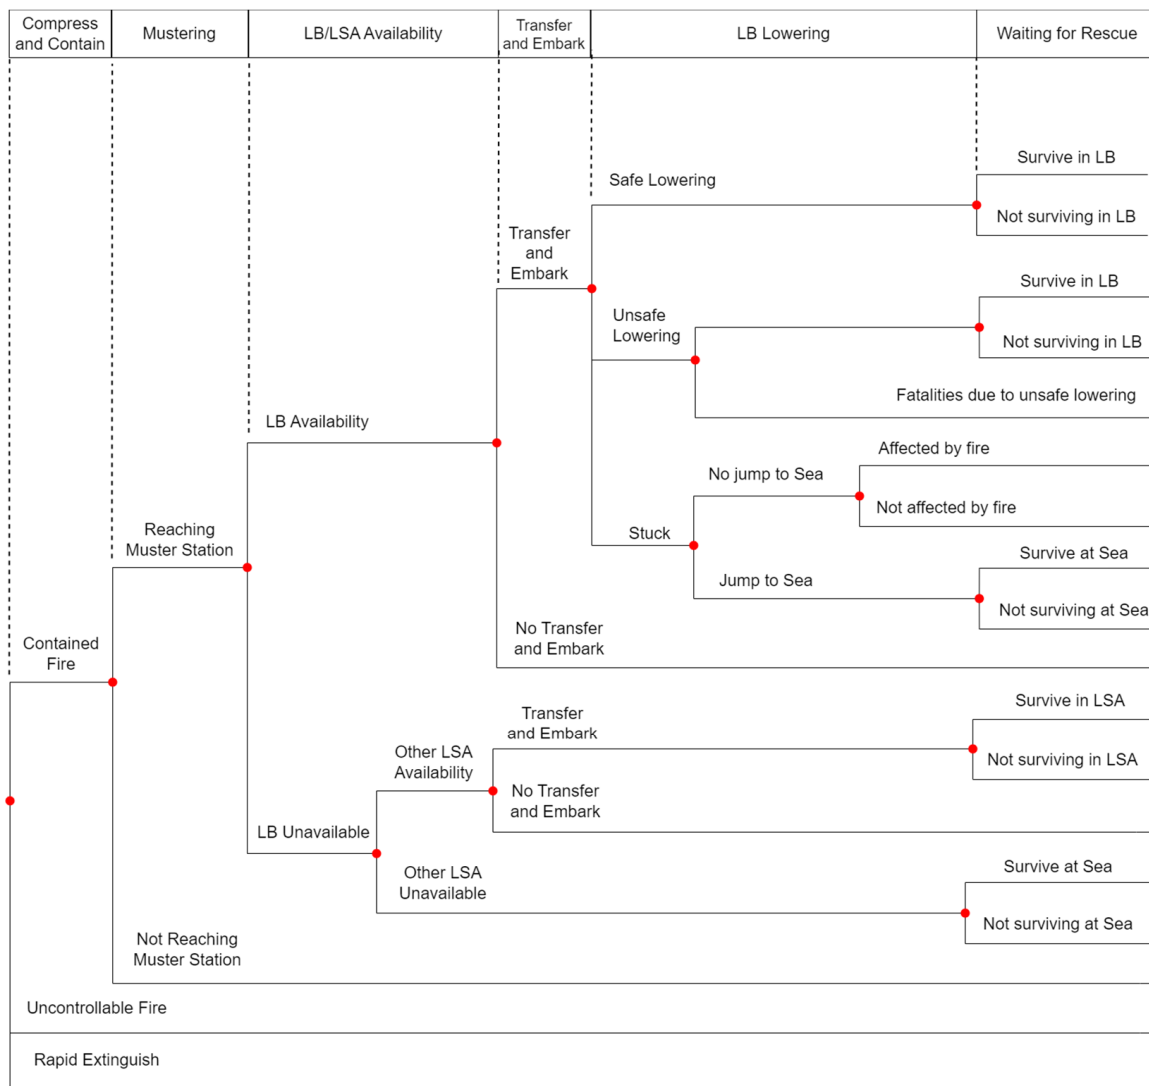 Compress
and Contain
Mustering
LB/LSA Availability
Transfer
and Embark
LB Lowering
Waiting for Rescue
Survive in LB
Safe Lowering
Not surviving in LB
Transfer
and
Embark
Survive in LB
Unsafe
Lowering
Not surviving in LB
Fatalities due to unsafe lowering
LB Availability
Affected by fire
No jump to Sea
Not affected by fire
Reaching
Muster Station
Stuck
Survive at Sea
Jump to Sea
Not surviving at Sea
No Transfer
and Embark
Contained
Fire
Survive in LSA
Transfer
and Embark
Other LSA
Availability
Not surviving in LSA
No Transfer
and Embark
LB Unavailable
Other LSA
Unavailable
Survive at Sea
Not surviving at Sea
Not Reaching
Muster Station
Uncontrollable Fire
Rapid Extinguish